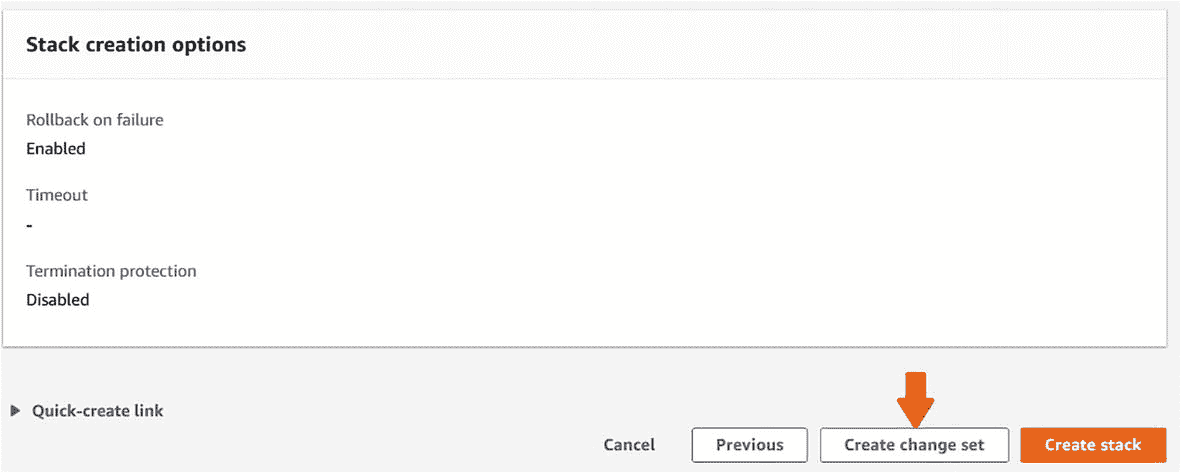 Stack creation options
Rollback on failure
Enabled
Timeout
-
Termination protection
Disabled
Quick-create link
Cancel Previous Create change set Create stack